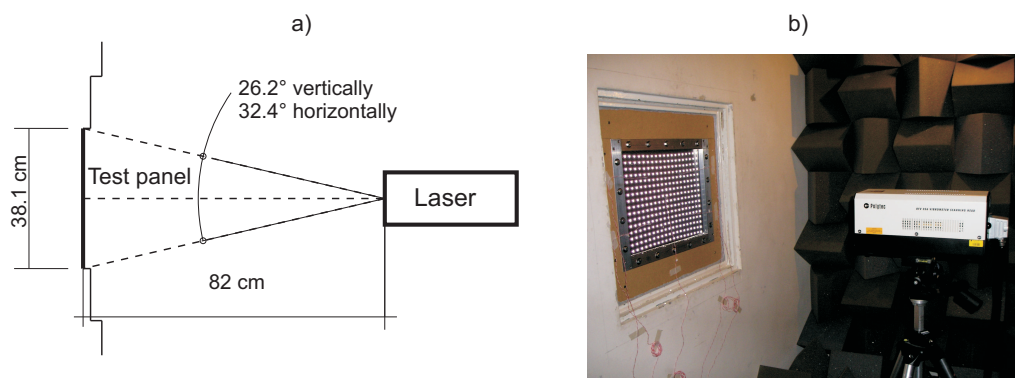 a)
b)
26.2° vertically
32.4° horizontally
Test panel
Laser
38.1 cm
82 cm
Polytec